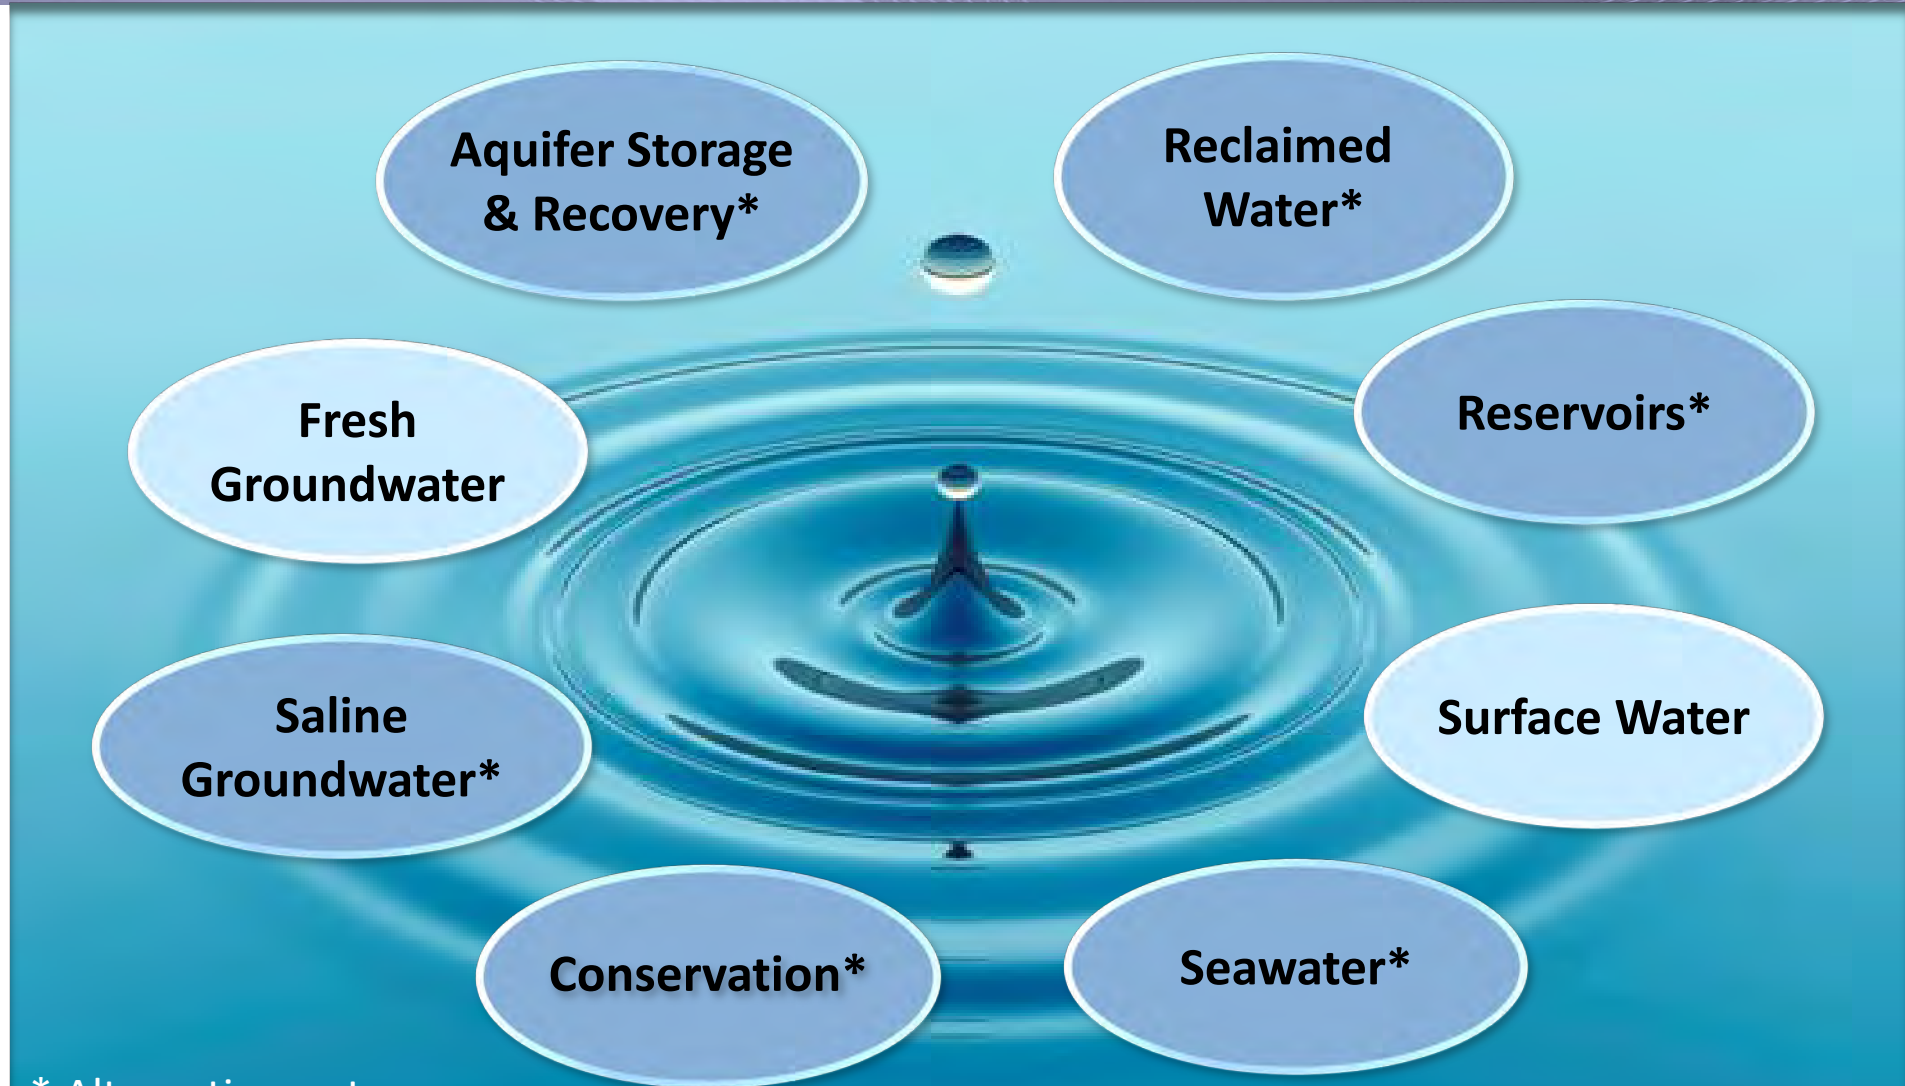 Aquifer Storage
& Recovery*
Reclaimed
Water*
Fresh
Groundwater
Reservoirs*
Saline
Groundwater*
Surface Water
Conservation*
Seawater*